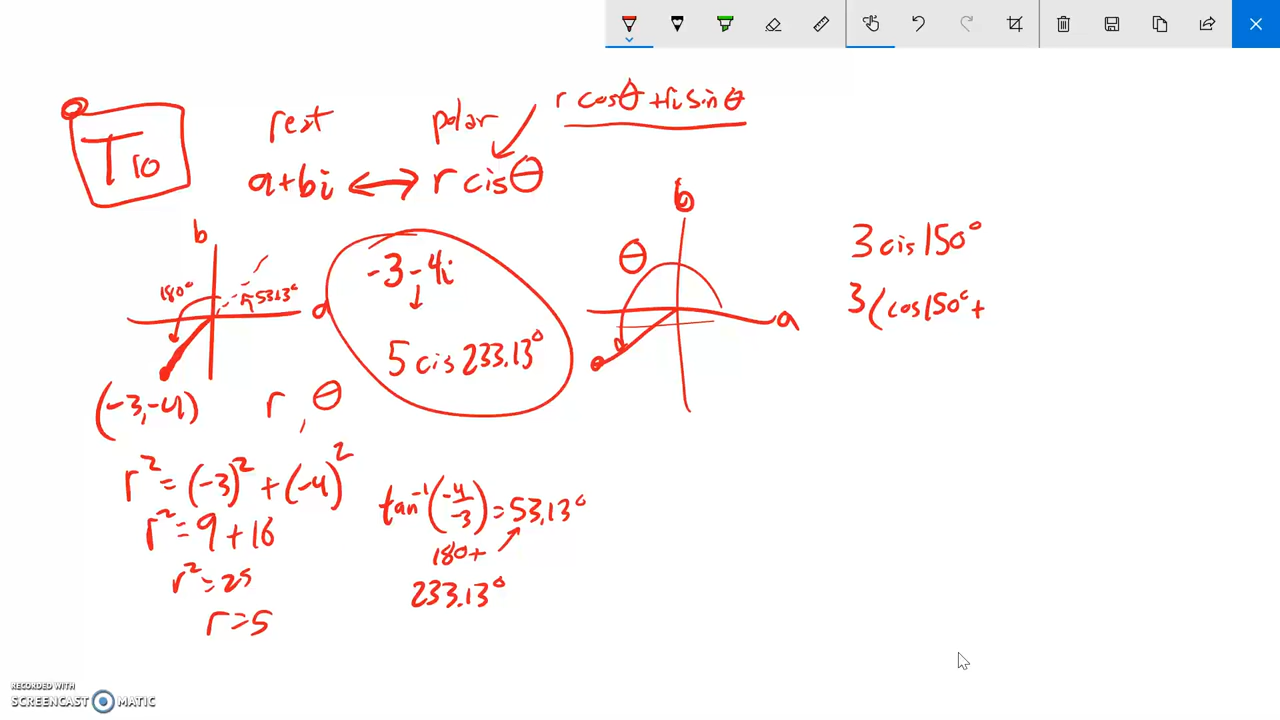 T10
rect
polar
r cosθ + ri sinθ
a+bi ↔ r cisθ
b
a
180°
53.13°
(-3,-4)
-3-4i
↓
5 cis 233.13°
b
θ
a
r, θ
r² = (-3)² + (-4)²
r² = 9 + 16
r² = 25
r = 5
tan⁻¹(-4/-3) = 53.13°
180+
233.13°
3 cis 150°
3(cos150°+
RECORDED WITH
SCREENCAST MATIC